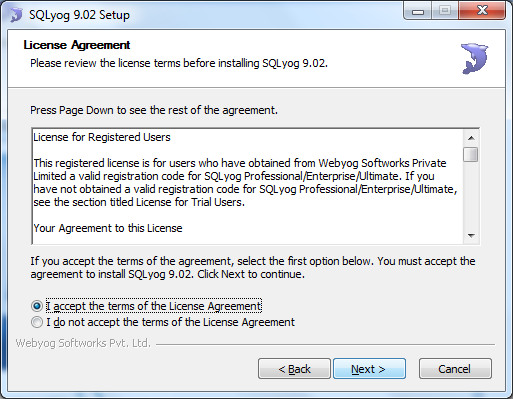 SQLyog 9.02 Setup
License Agreement
Please review the license terms before installing SQLyog 9.02.
Press Page Down to see the rest of the agreement.
License for Registered Users
This registered license is for users who have obtained from Webyog Softworks Private
Limited a valid registration code for SQLyog Professional/Enterprise/Ultimate. If you
have not obtained a valid registration code for SQLyog Professional/Enterprise/Ultimate,
see the section titled License for Trial Users.
Your Agreement to this License
If you accept the terms of the agreement, select the first option below. You must accept the
agreement to install SQLyog 9.02. Click Next to continue.
I accept the terms of the License Agreement
I do not accept the terms of the License Agreement
Webyog Softworks Pvt. Ltd.
< Back
Next >
Cancel